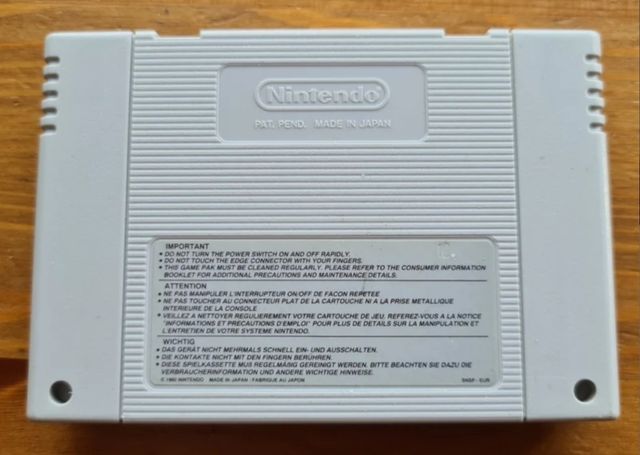 Nintendo
PAT. PEND. MADE IN JAPAN
IMPORTANT
• DO NOT TURN THE POWER SWITCH ON AND OFF RAPIDLY.
• DO NOT TOUCH THE EDGE CONNECTOR WITH YOUR FINGERS.
• THIS GAME PAK MUST BE CLEANED REGULARLY. PLEASE REFER TO THE CONSUMER INFORMATION
BOOKLET FOR ADDITIONAL PRECAUTIONS AND MAINTENANCE DETAILS.
ATTENTION
• NE PAS MANIPULER L'INTERRUPTEUR ON/OFF DE FACON REPETEE
• NE PAS TOUCHER AU CONNECTEUR PLAT DE LA CARTOUCHE NI A LA PRISE METALLIQUE
INTERIEURE DE LA CONSOLE
• VEILLEZ A NETTOYER REGULIEREMENT VOTRE CARTOUCHE DE JEU. REFEREZ-VOUS A LA NOTICE
"INFORMATIONS ET PRECAUTIONS D'EMPLOI" POUR PLUS DE DETAILS SUR LA MANIPULATION ET
L'ENTRETIEN DE VOTRE SYSTEME NINTENDO.
WICHTIG
• DAS GERÄT NICHT MEHRMALS SCHNELL EIN- UND AUSSCHALTEN.
• DIE KONTAKTE NICHT MIT DEN FINGERN BERÜHREN.
• DIESE SPIELKASSETTE MUß REGELMÄßIG GEREINIGT WERDEN. BITTE BEACHTEN SIE DAZU DIE
VERBRAUCHERINFORMATION UND ANDERE WICHTIGE HINWEISE.
© 1992 NINTENDO MADE IN JAPAN · FABRIQUE AU JAPON SNSP - EUR